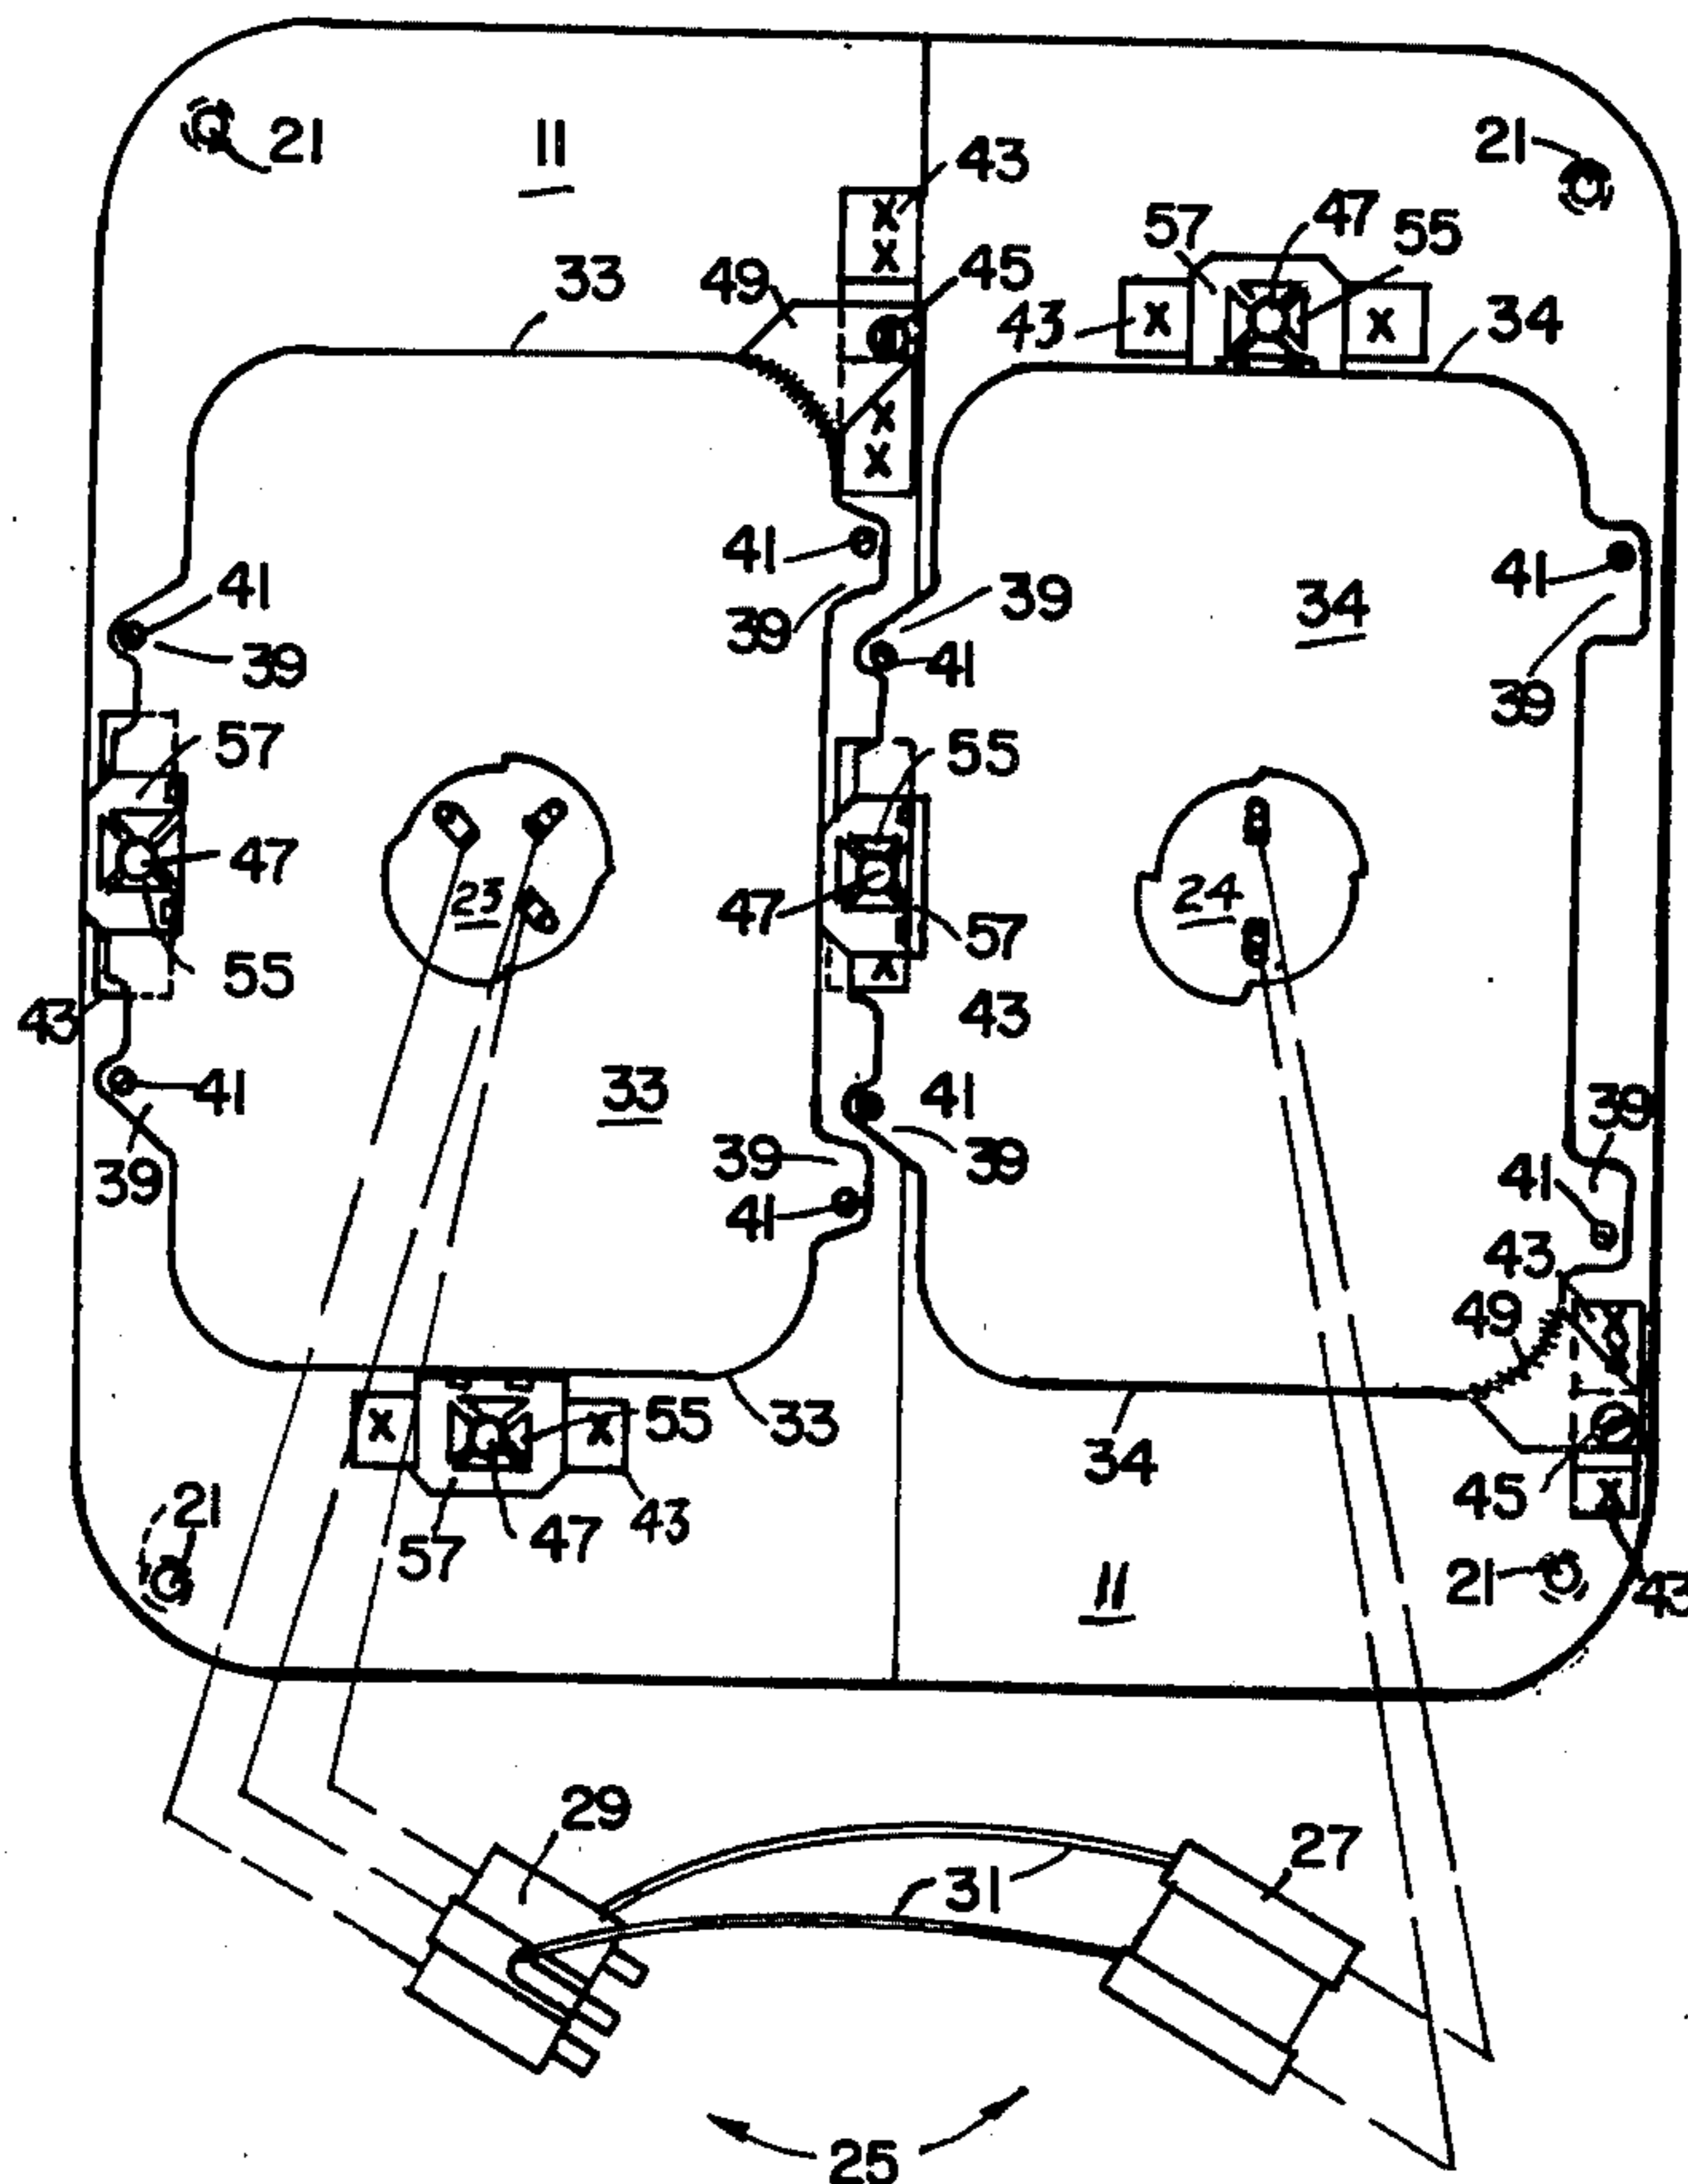 21 11 21
43
57 47 55
33 49 45
43 34
X X X X
X X
41 41 41
39 39 34
39 41 39
57 55
47 23 47 24
57
55
43 X 43
41 33 41 39
39 39 39 41
41 43
49
X X 55 33 34
X X
45
21 57 47 43
11 21 43
29 27
31
25